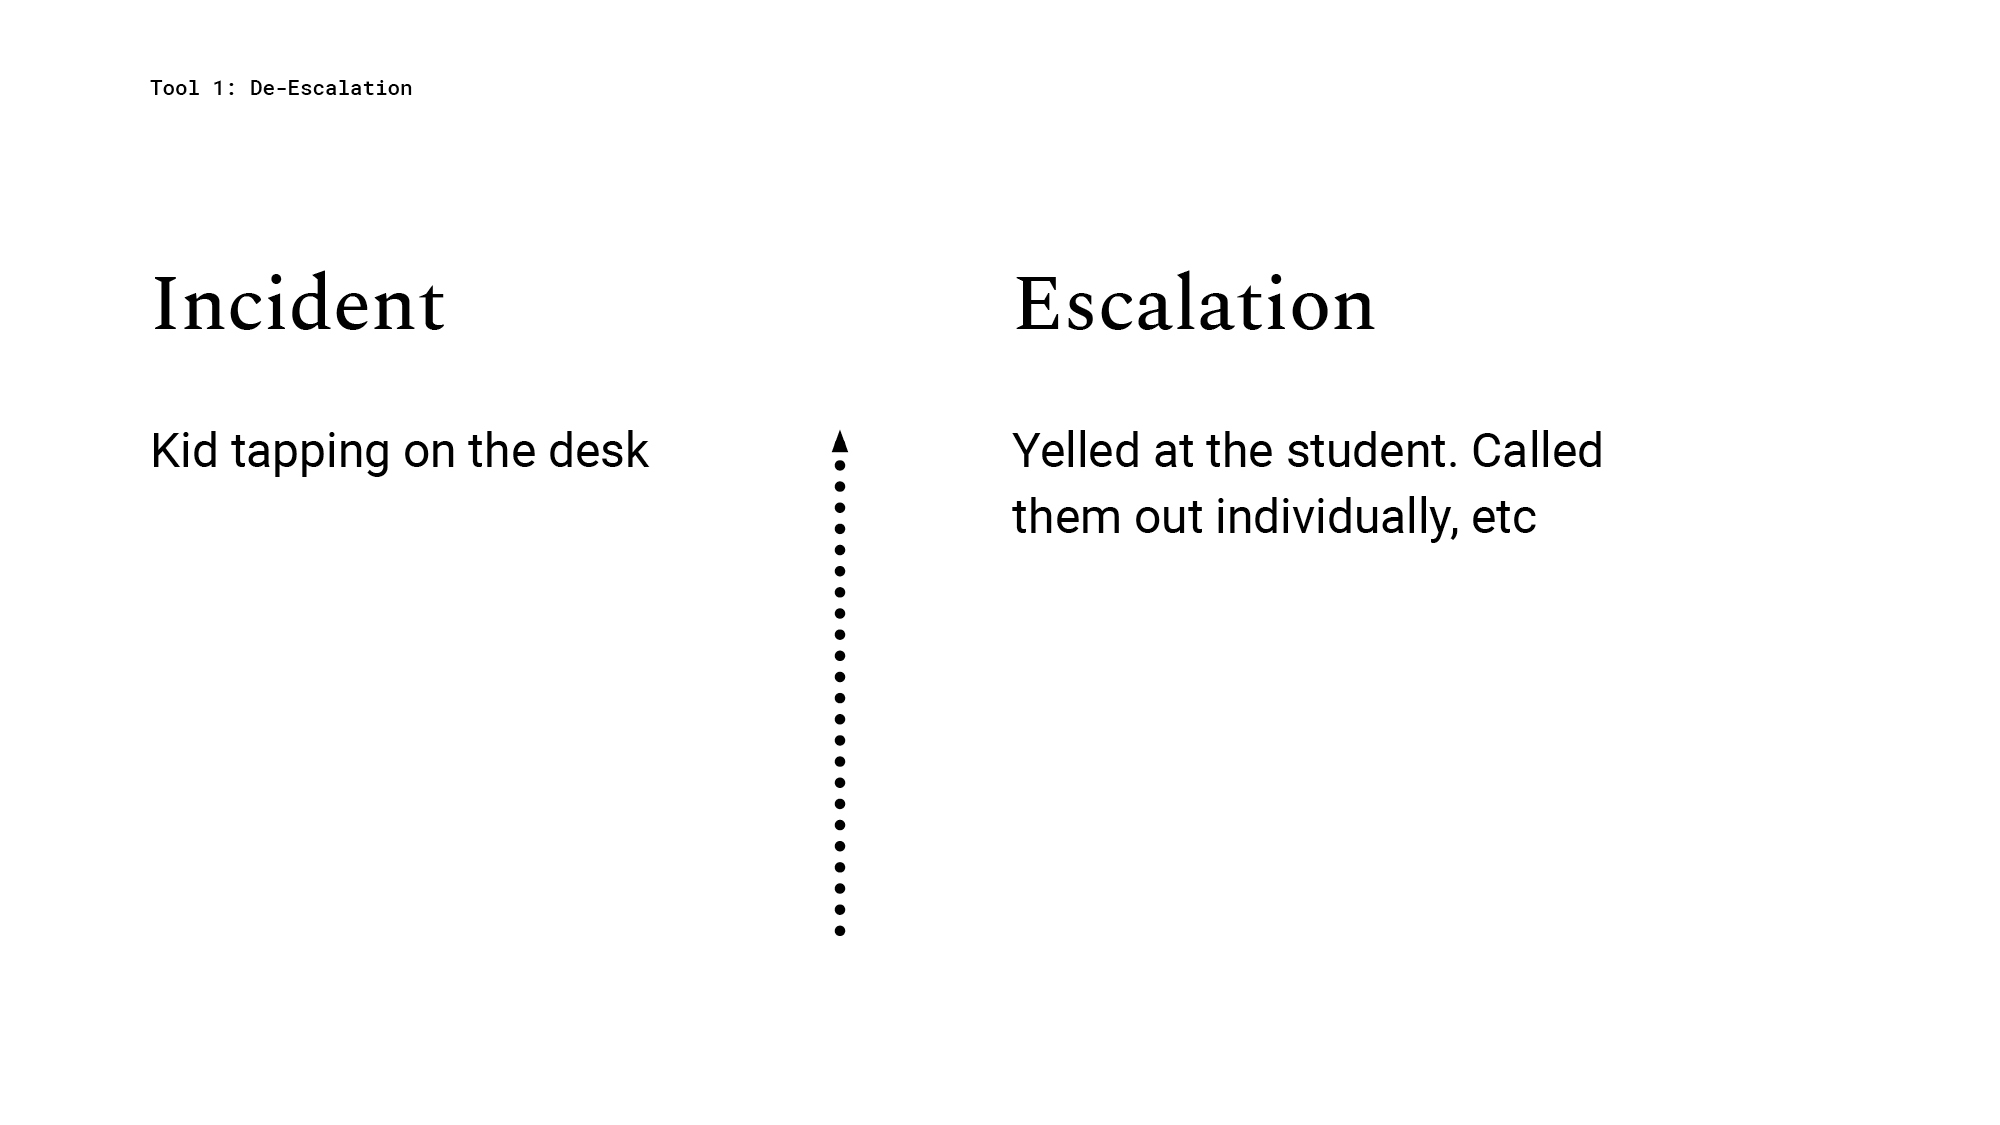 Tool 1: De-Escalation
Incident
Kid tapping on the desk
Escalation
Yelled at the student. Called
them out individually, etc